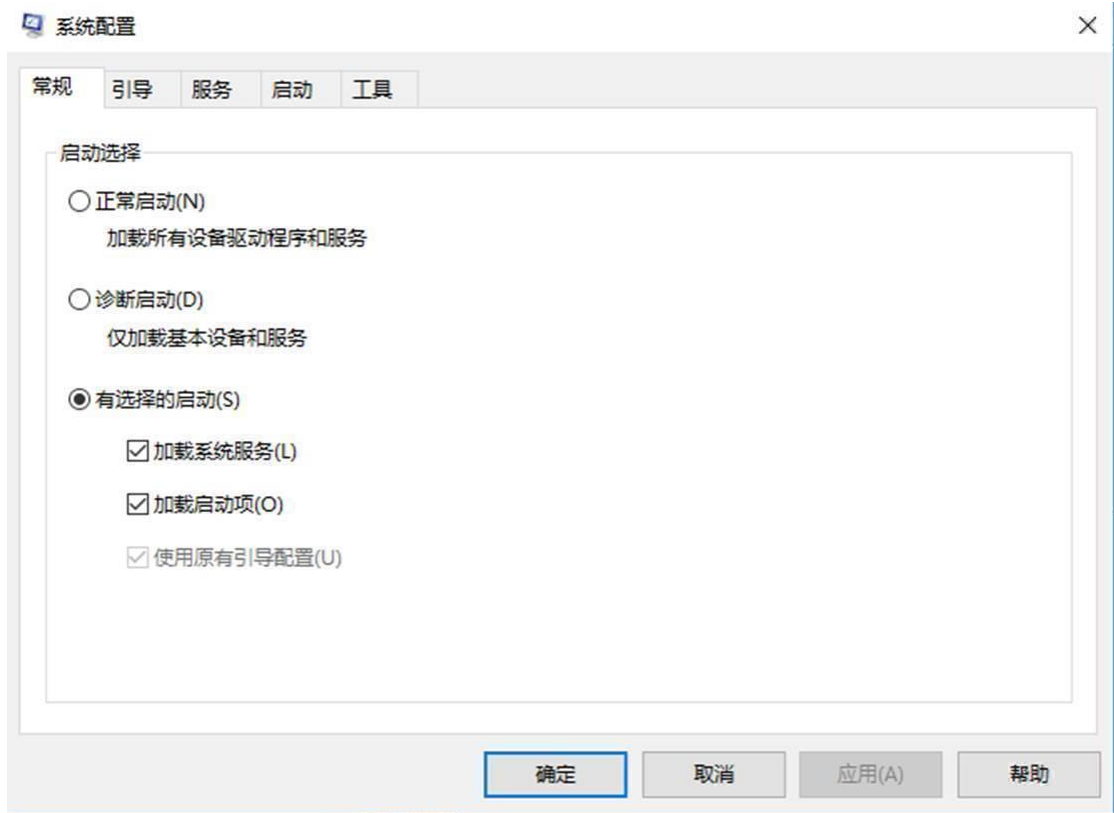 系统配置
常规 引导 服务 启动 工具
启动选择
正常启动(N)
加载所有设备驱动程序和服务
诊断启动(D)
仅加载基本设备和服务
有选择的启动(S)
加载系统服务(L)
加载启动项(O)
使用原有引导配置(U)
确定 取消 应用(A) 帮助